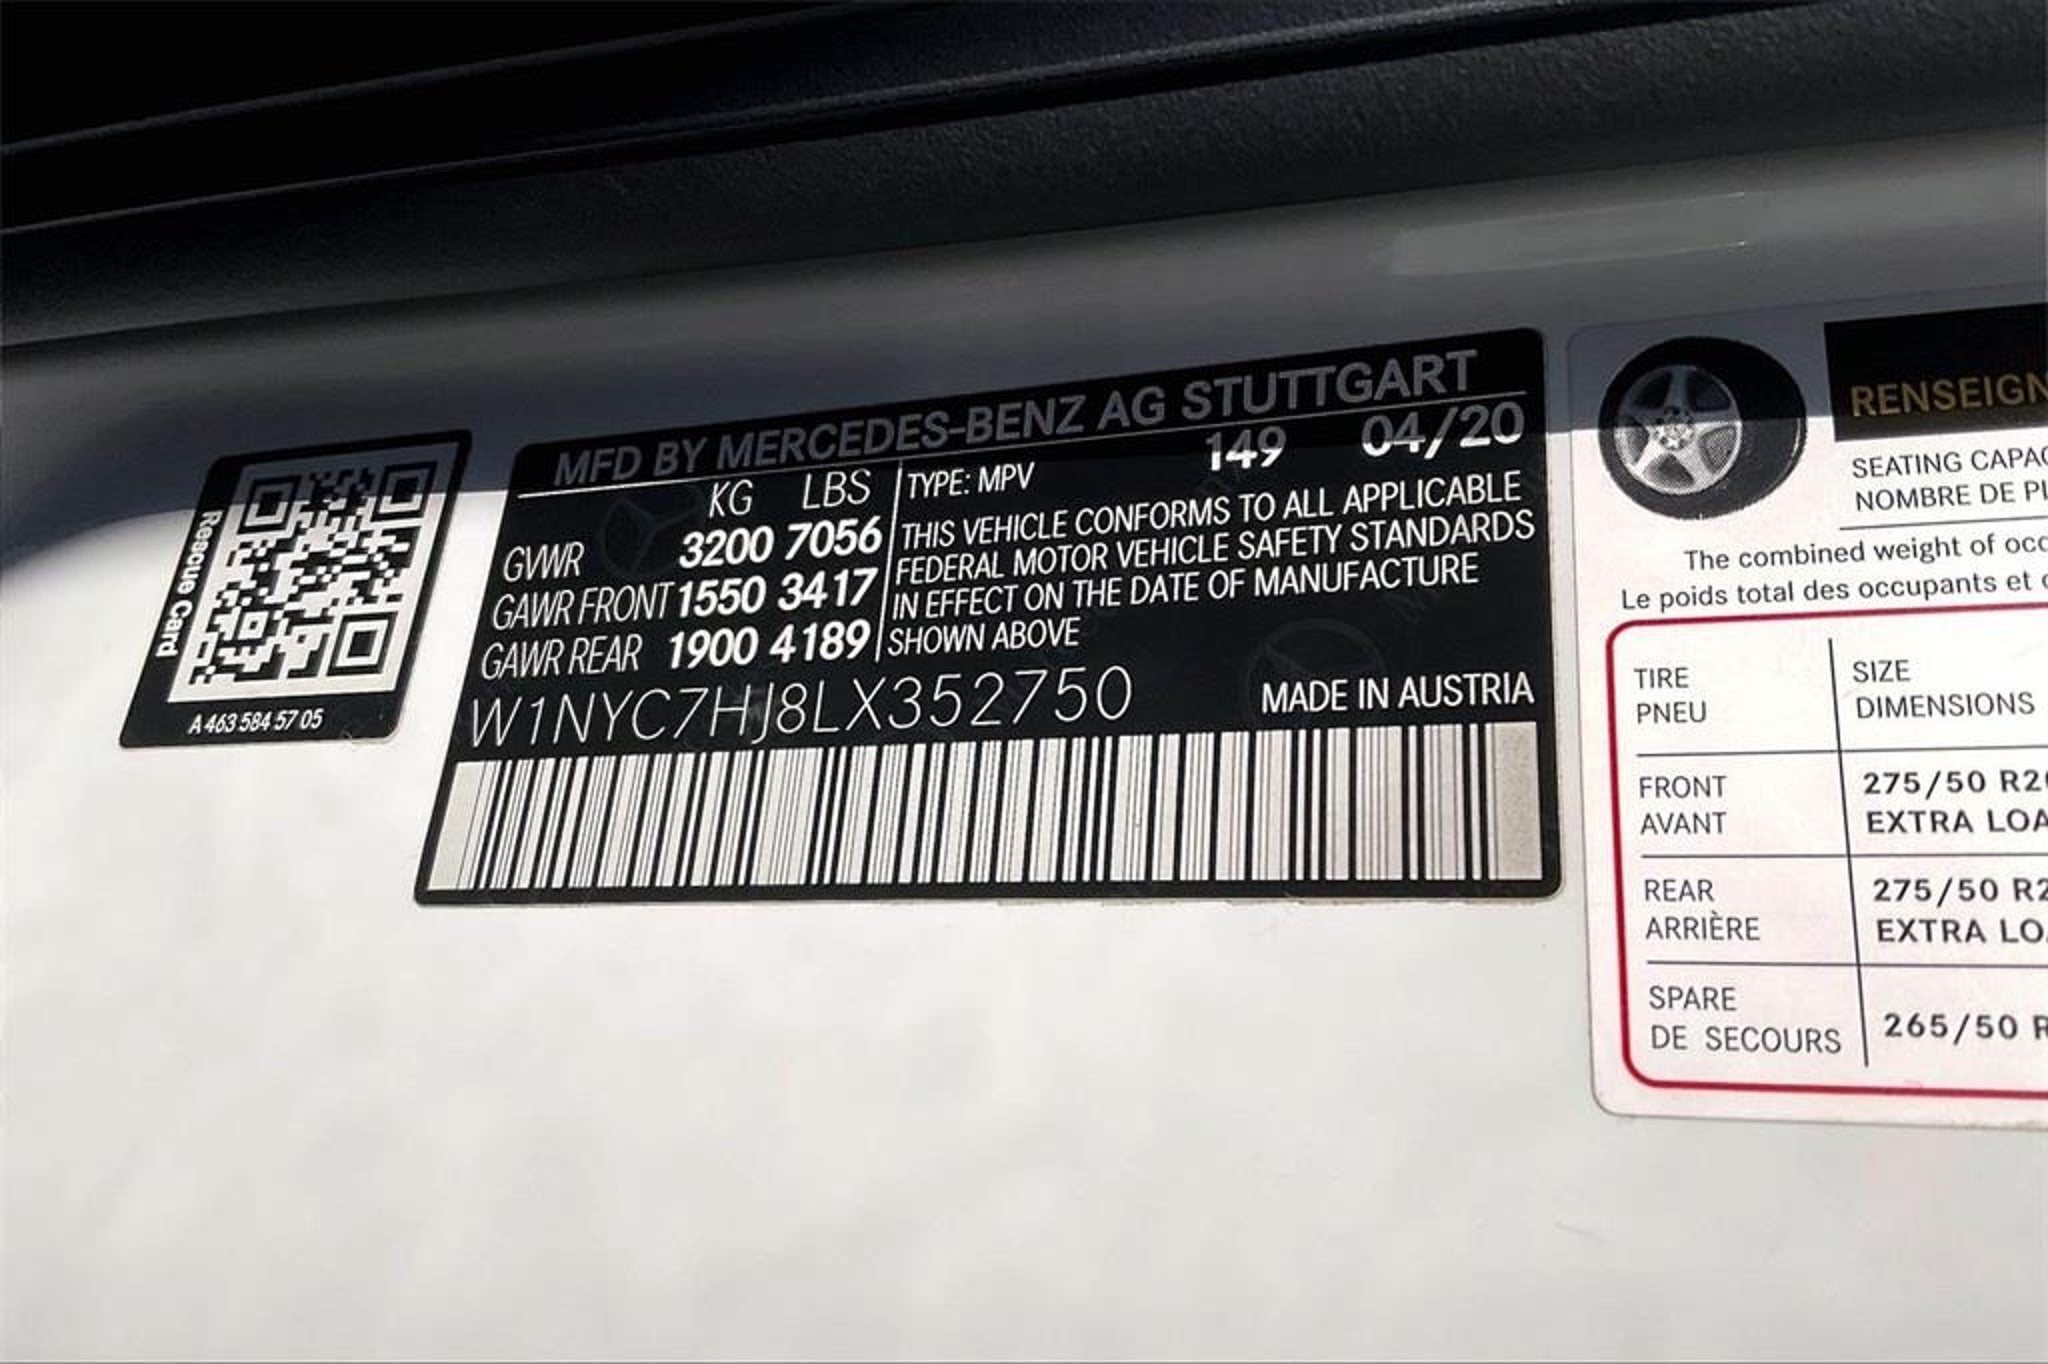 Rescue Card
A 463 584 57 05
MFD BY MERCEDES-BENZ AG STUTTGART
KG LBS
GVWR 3200 7056
GAWR FRONT 1550 3417
GAWR REAR 1900 4189
TYPE: MPV 149 04/20
THIS VEHICLE CONFORMS TO ALL APPLICABLE
FEDERAL MOTOR VEHICLE SAFETY STANDARDS
IN EFFECT ON THE DATE OF MANUFACTURE
SHOWN ABOVE
W1NYC7HJ8LX352750
MADE IN AUSTRIA
RENSEIGN
SEATING CAPAC
NOMBRE DE PL
The combined weight of occ
Le poids total des occupants et
TIRE SIZE
PNEU DIMENSIONS
FRONT 275/50 R20
AVANT EXTRA LOA
REAR 275/50 R2
ARRIÈRE EXTRA LO
SPARE
DE SECOURS 265/50 R